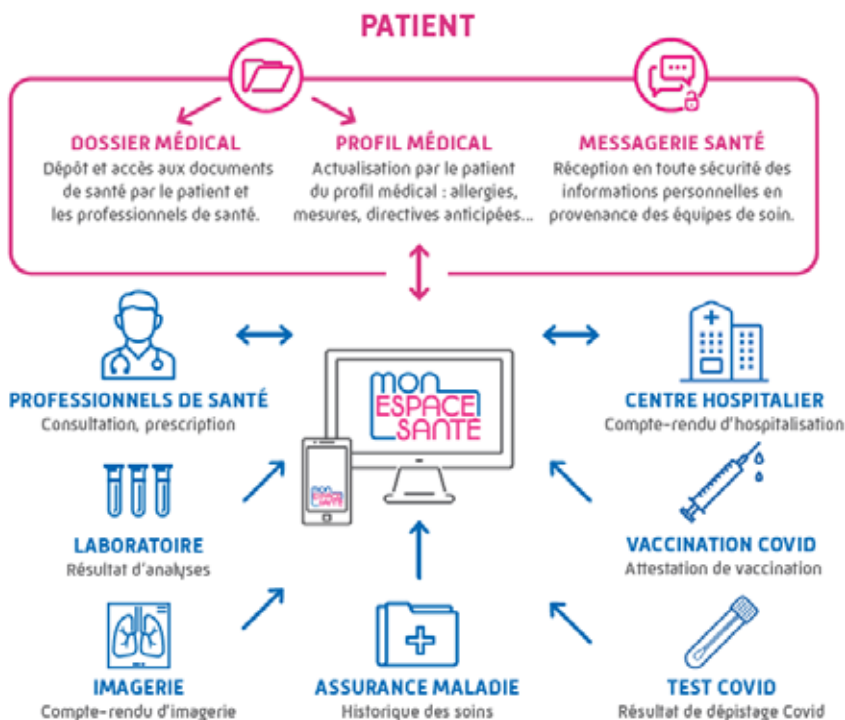 PATIENT
DOSSIER MÉDICAL
Dépôt et accès aux documents
de santé par le patient et
les professionnels de santé.
PROFIL MÉDICAL
Actualisation par le patient
du profil médical : allergies,
mesures, directives anticipées...
MESSAGERIE SANTÉ
Réception en toute sécurité des
informations personnelles en
provenance des équipes de soin.
PROFESSIONNELS DE SANTÉ
Consultation, prescription
mon
ESPACE
SANTÉ
mon
ESPACE
SANTÉ
CENTRE HOSPITALIER
Compte-rendu d'hospitalisation
LABORATOIRE
Résultat d'analyses
VACCINATION COVID
Attestation de vaccination
IMAGERIE
Compte-rendu d'imagerie
ASSURANCE MALADIE
Historique des soins
TEST COVID
Résultat de dépistage Covid